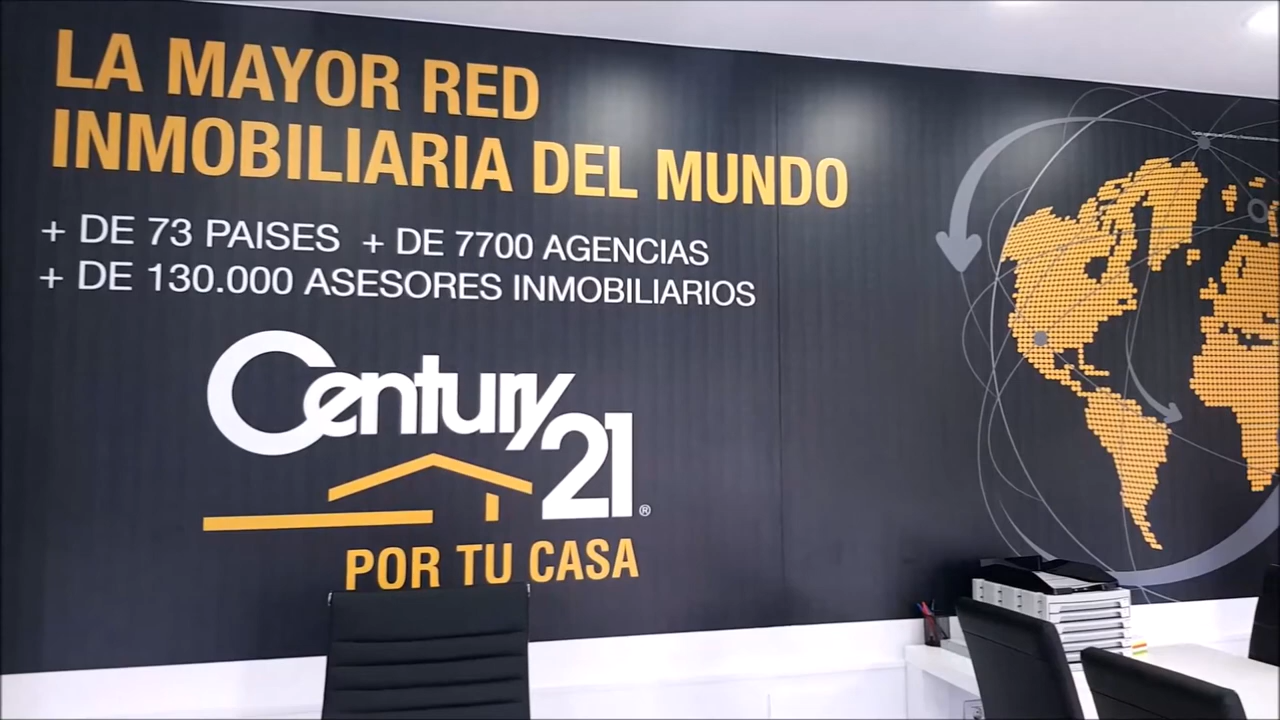 LA MAYOR RED
INMOBILIARIA DEL MUNDO
+ DE 73 PAISES + DE 7700 AGENCIAS
+ DE 130.000 ASESORES INMOBILIARIOS
Century
21®
POR TU CASA